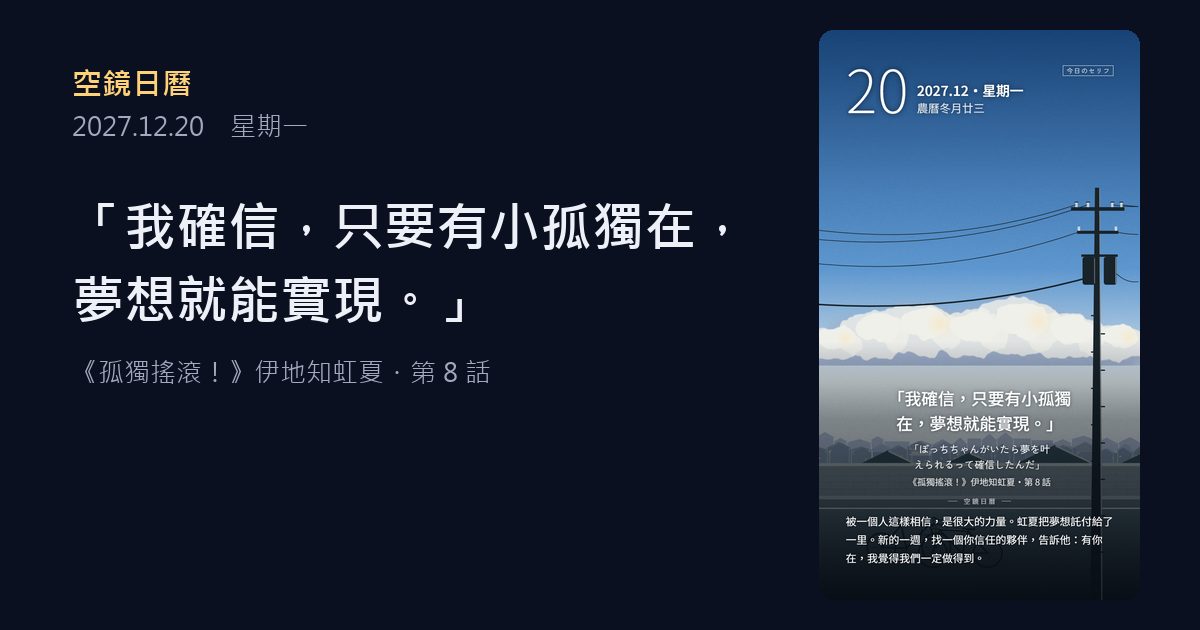 空鏡日曆
2027.12.20 星期一
「我確信，只要有小孤獨在，
夢想就能實現。」
《孤獨搖滾！》伊地知虹夏・第 8 話
今日のセリフ
20
2027.12・星期一
農曆冬月廿三
「我確信，只要有小孤獨
在，夢想就能實現。」
「ぼっちちゃんがいたら夢を叶
えられるって確信したんだ」
《孤獨搖滾！》伊地知虹夏・第 8 話
空鏡日曆
被一個人這樣相信，是很大的力量。虹夏把夢想託付給了
一里。新的一週，找一個你信任的夥伴，告訴他：有你
在，我覺得我們一定做得到。